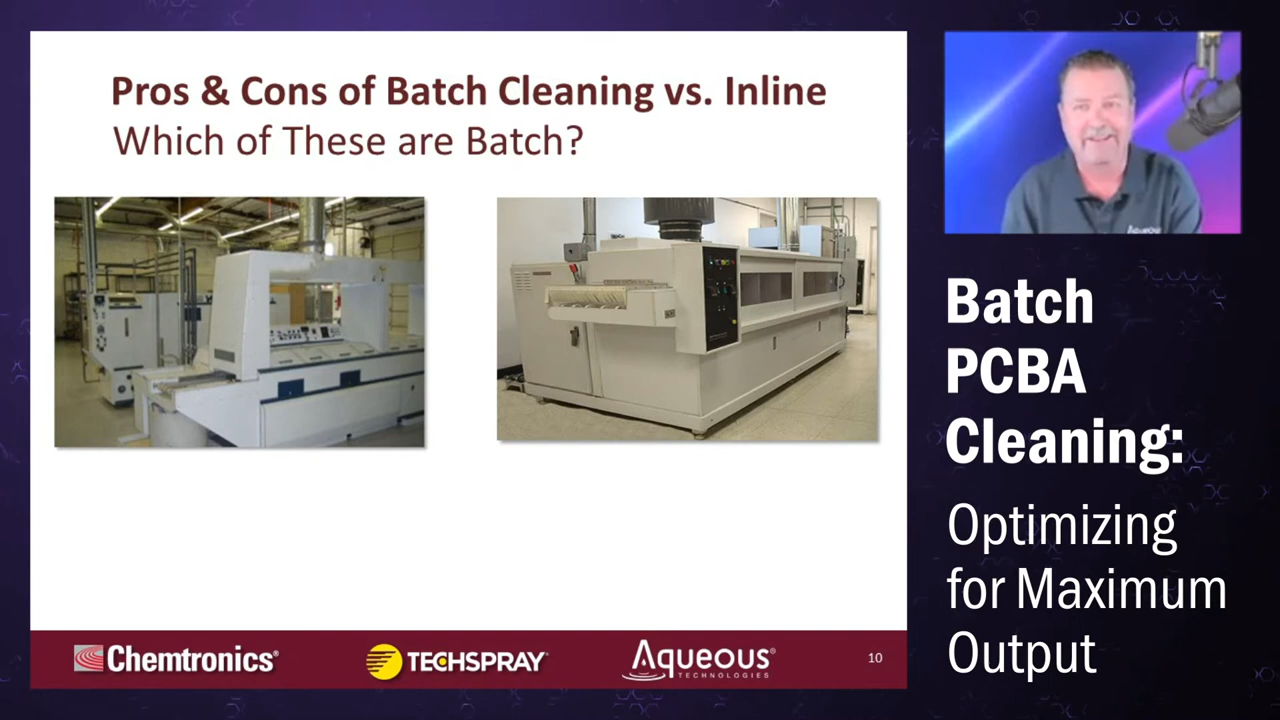 Pros & Cons of Batch Cleaning vs. Inline
Which of These are Batch?
Chemtronics®
TECHSPRAY®
Aqueous®
TECHNOLOGIES
10
Aqueous
Batch
PCBA
Cleaning:
Optimizing
for Maximum
Output